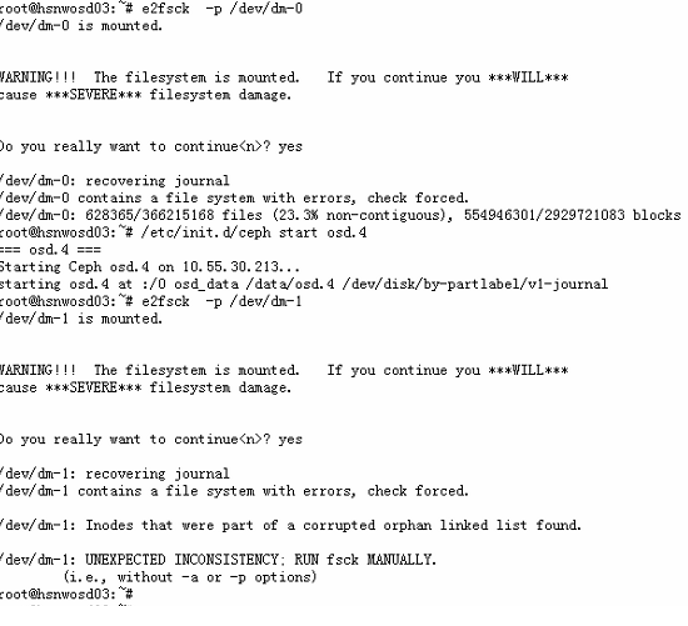 root@hsnwosd03:~# e2fsck  -p /dev/dm-0
/dev/dm-0 is mounted.
WARNING!!!  The filesystem is mounted.   If you continue you ***WILL***
cause ***SEVERE*** filesystem damage.
Do you really want to continue<n>? yes
/dev/dm-0: recovering journal
/dev/dm-0 contains a file system with errors, check forced.
/dev/dm-0: 628365/366215168 files (23.3% non-contiguous), 554946301/2929721083 blocks
root@hsnwosd03:~# /etc/init.d/ceph start osd.4
=== osd.4 ===
Starting Ceph osd.4 on 10.55.30.213...
starting osd.4 at :/0 osd_data /data/osd.4 /dev/disk/by-partlabel/v1-journal
root@hsnwosd03:~# e2fsck  -p /dev/dm-1
/dev/dm-1 is mounted.
WARNING!!!  The filesystem is mounted.   If you continue you ***WILL***
cause ***SEVERE*** filesystem damage.
Do you really want to continue<n>? yes
/dev/dm-1: recovering journal
/dev/dm-1 contains a file system with errors, check forced.
/dev/dm-1: Inodes that were part of a corrupted orphan linked list found.
/dev/dm-1: UNEXPECTED INCONSISTENCY; RUN fsck MANUALLY.
(i.e., without -a or -p options)
root@hsnwosd03:~#